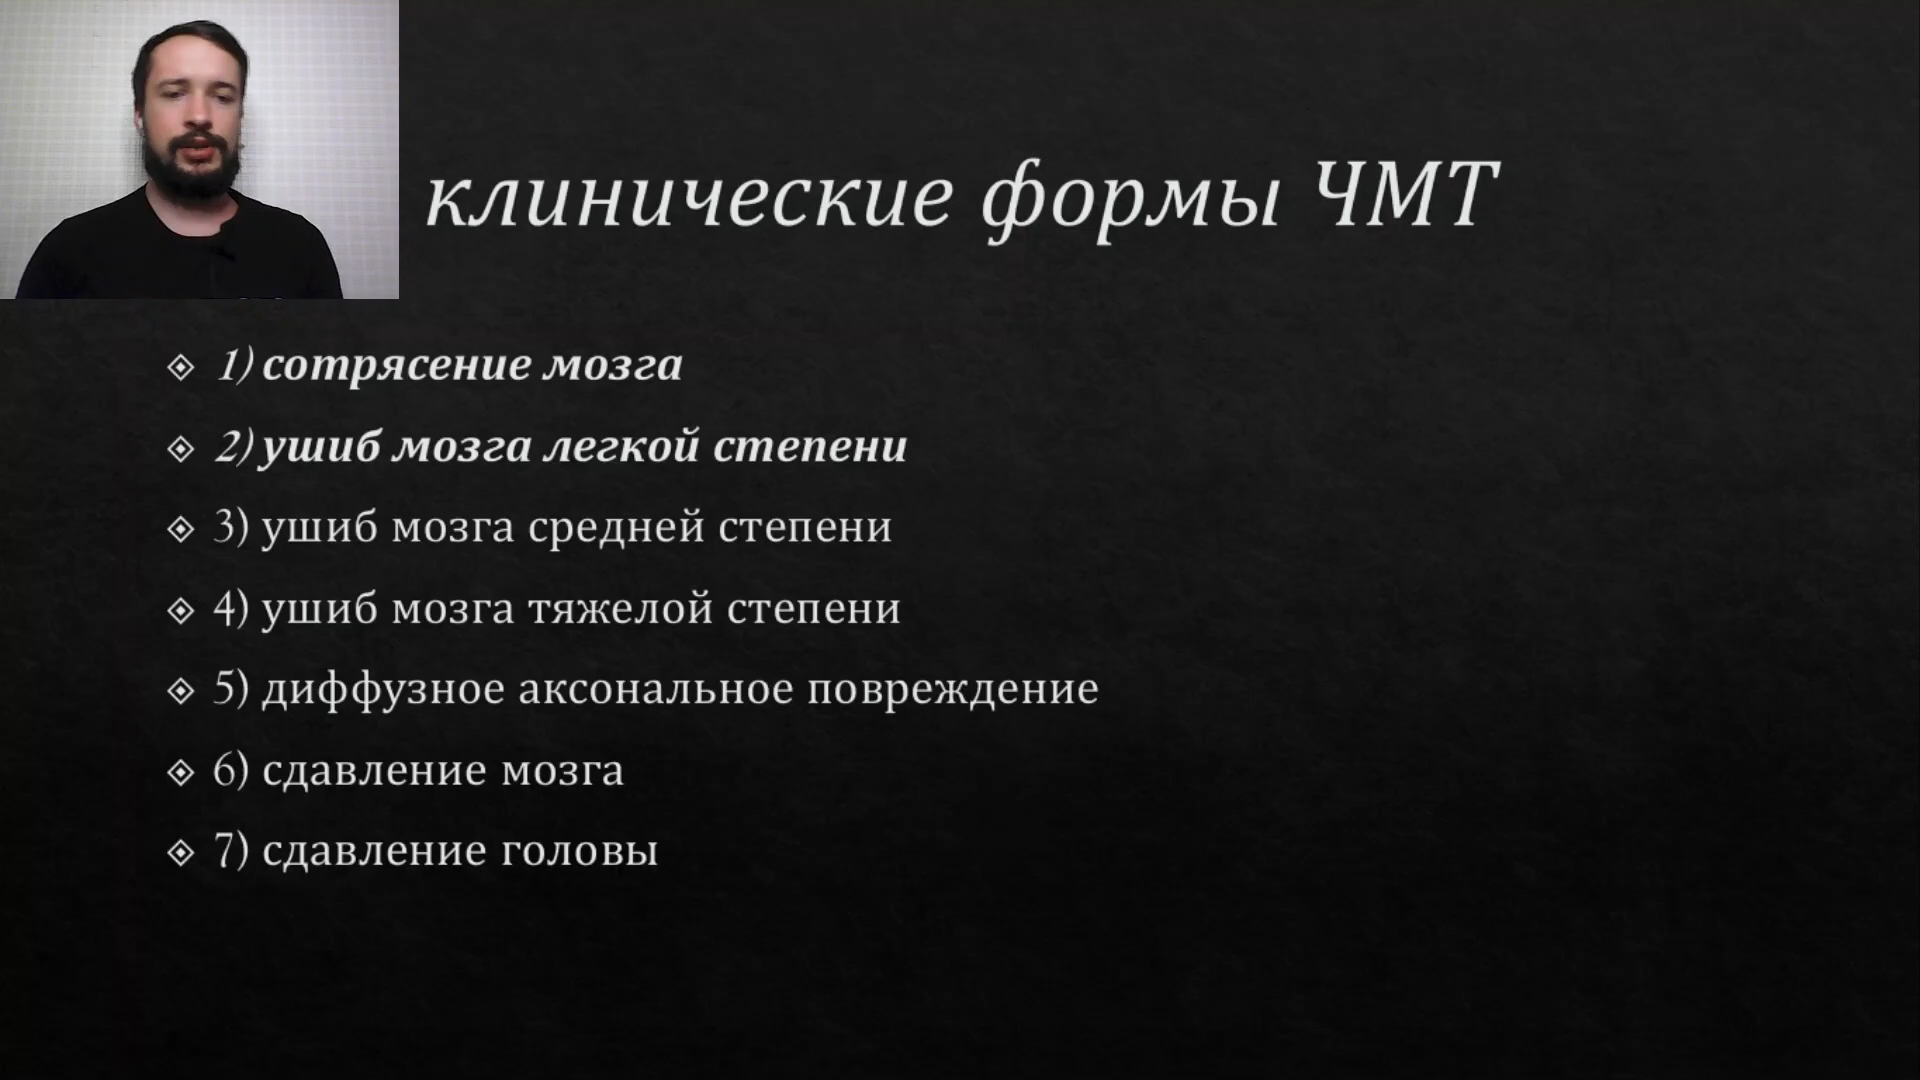 клинические формы ЧМТ
1) сотрясение мозга
2) ушиб мозга легкой степени
3) ушиб мозга средней степени
4) ушиб мозга тяжелой степени
5) диффузное аксональное повреждение
6) сдавление мозга
7) сдавление головы